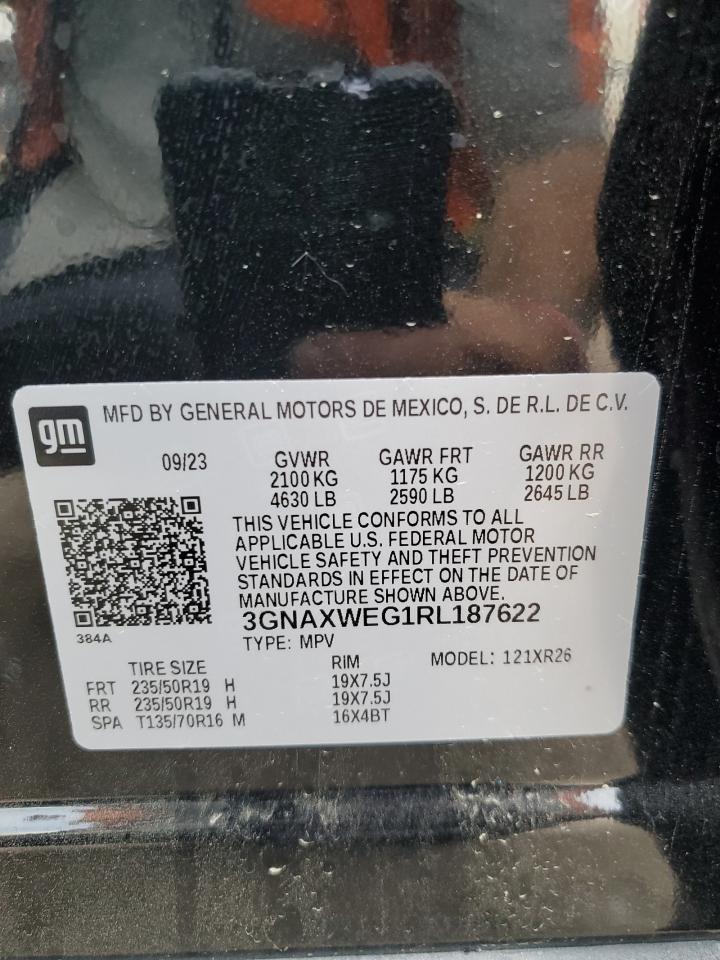 gm
MFD BY GENERAL MOTORS DE MEXICO, S. DE R.L. DE C.V.
09/23 GVWR GAWR FRT GAWR RR
2100 KG 1175 KG 1200 KG
4630 LB 2590 LB 2645 LB
THIS VEHICLE CONFORMS TO ALL
APPLICABLE U.S. FEDERAL MOTOR
VEHICLE SAFETY AND THEFT PREVENTION
STANDARDS IN EFFECT ON THE DATE OF
MANUFACTURE SHOWN ABOVE.
3GNAXWEG1RL187622
384A
TYPE: MPV
MODEL: 121XR26
TIRE SIZE RIM
FRT 235/50R19 H 19X7.5J
RR 235/50R19 H 19X7.5J
SPA T135/70R16 M 16X4BT